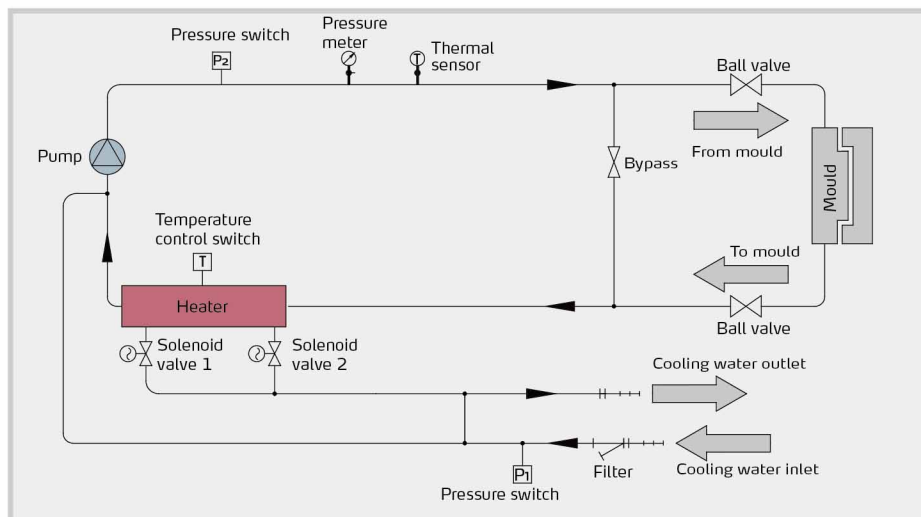 Pressure switch
P2
Pressure
meter
T
Thermal
sensor
Ball valve
From mould
Pump
Bypass
Mould
Temperature
control switch
T
To mould
Heater
Ball valve
Solenoid
valve 1
Solenoid
valve 2
Cooling water outlet
P1
Filter
Cooling water inlet
Pressure switch